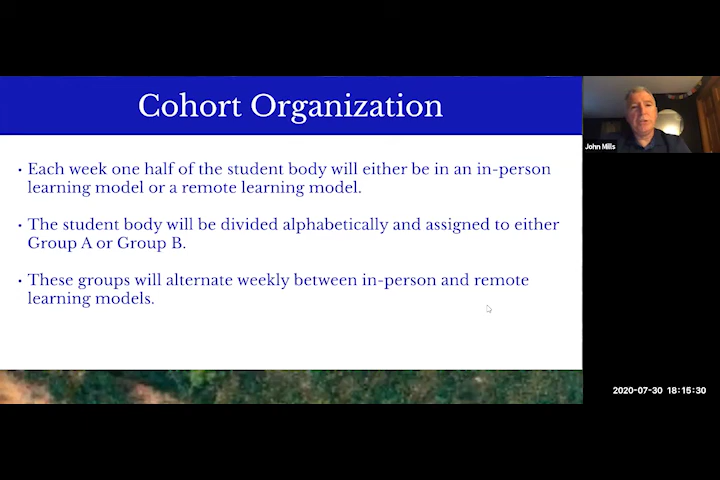 Cohort Organization
• Each week one half of the student body will either be in an in-person
learning model or a remote learning model.
• The student body will be divided alphabetically and assigned to either
Group A or Group B.
• These groups will alternate weekly between in-person and remote
learning models.
John Mills
2020-07-30 18:15:30